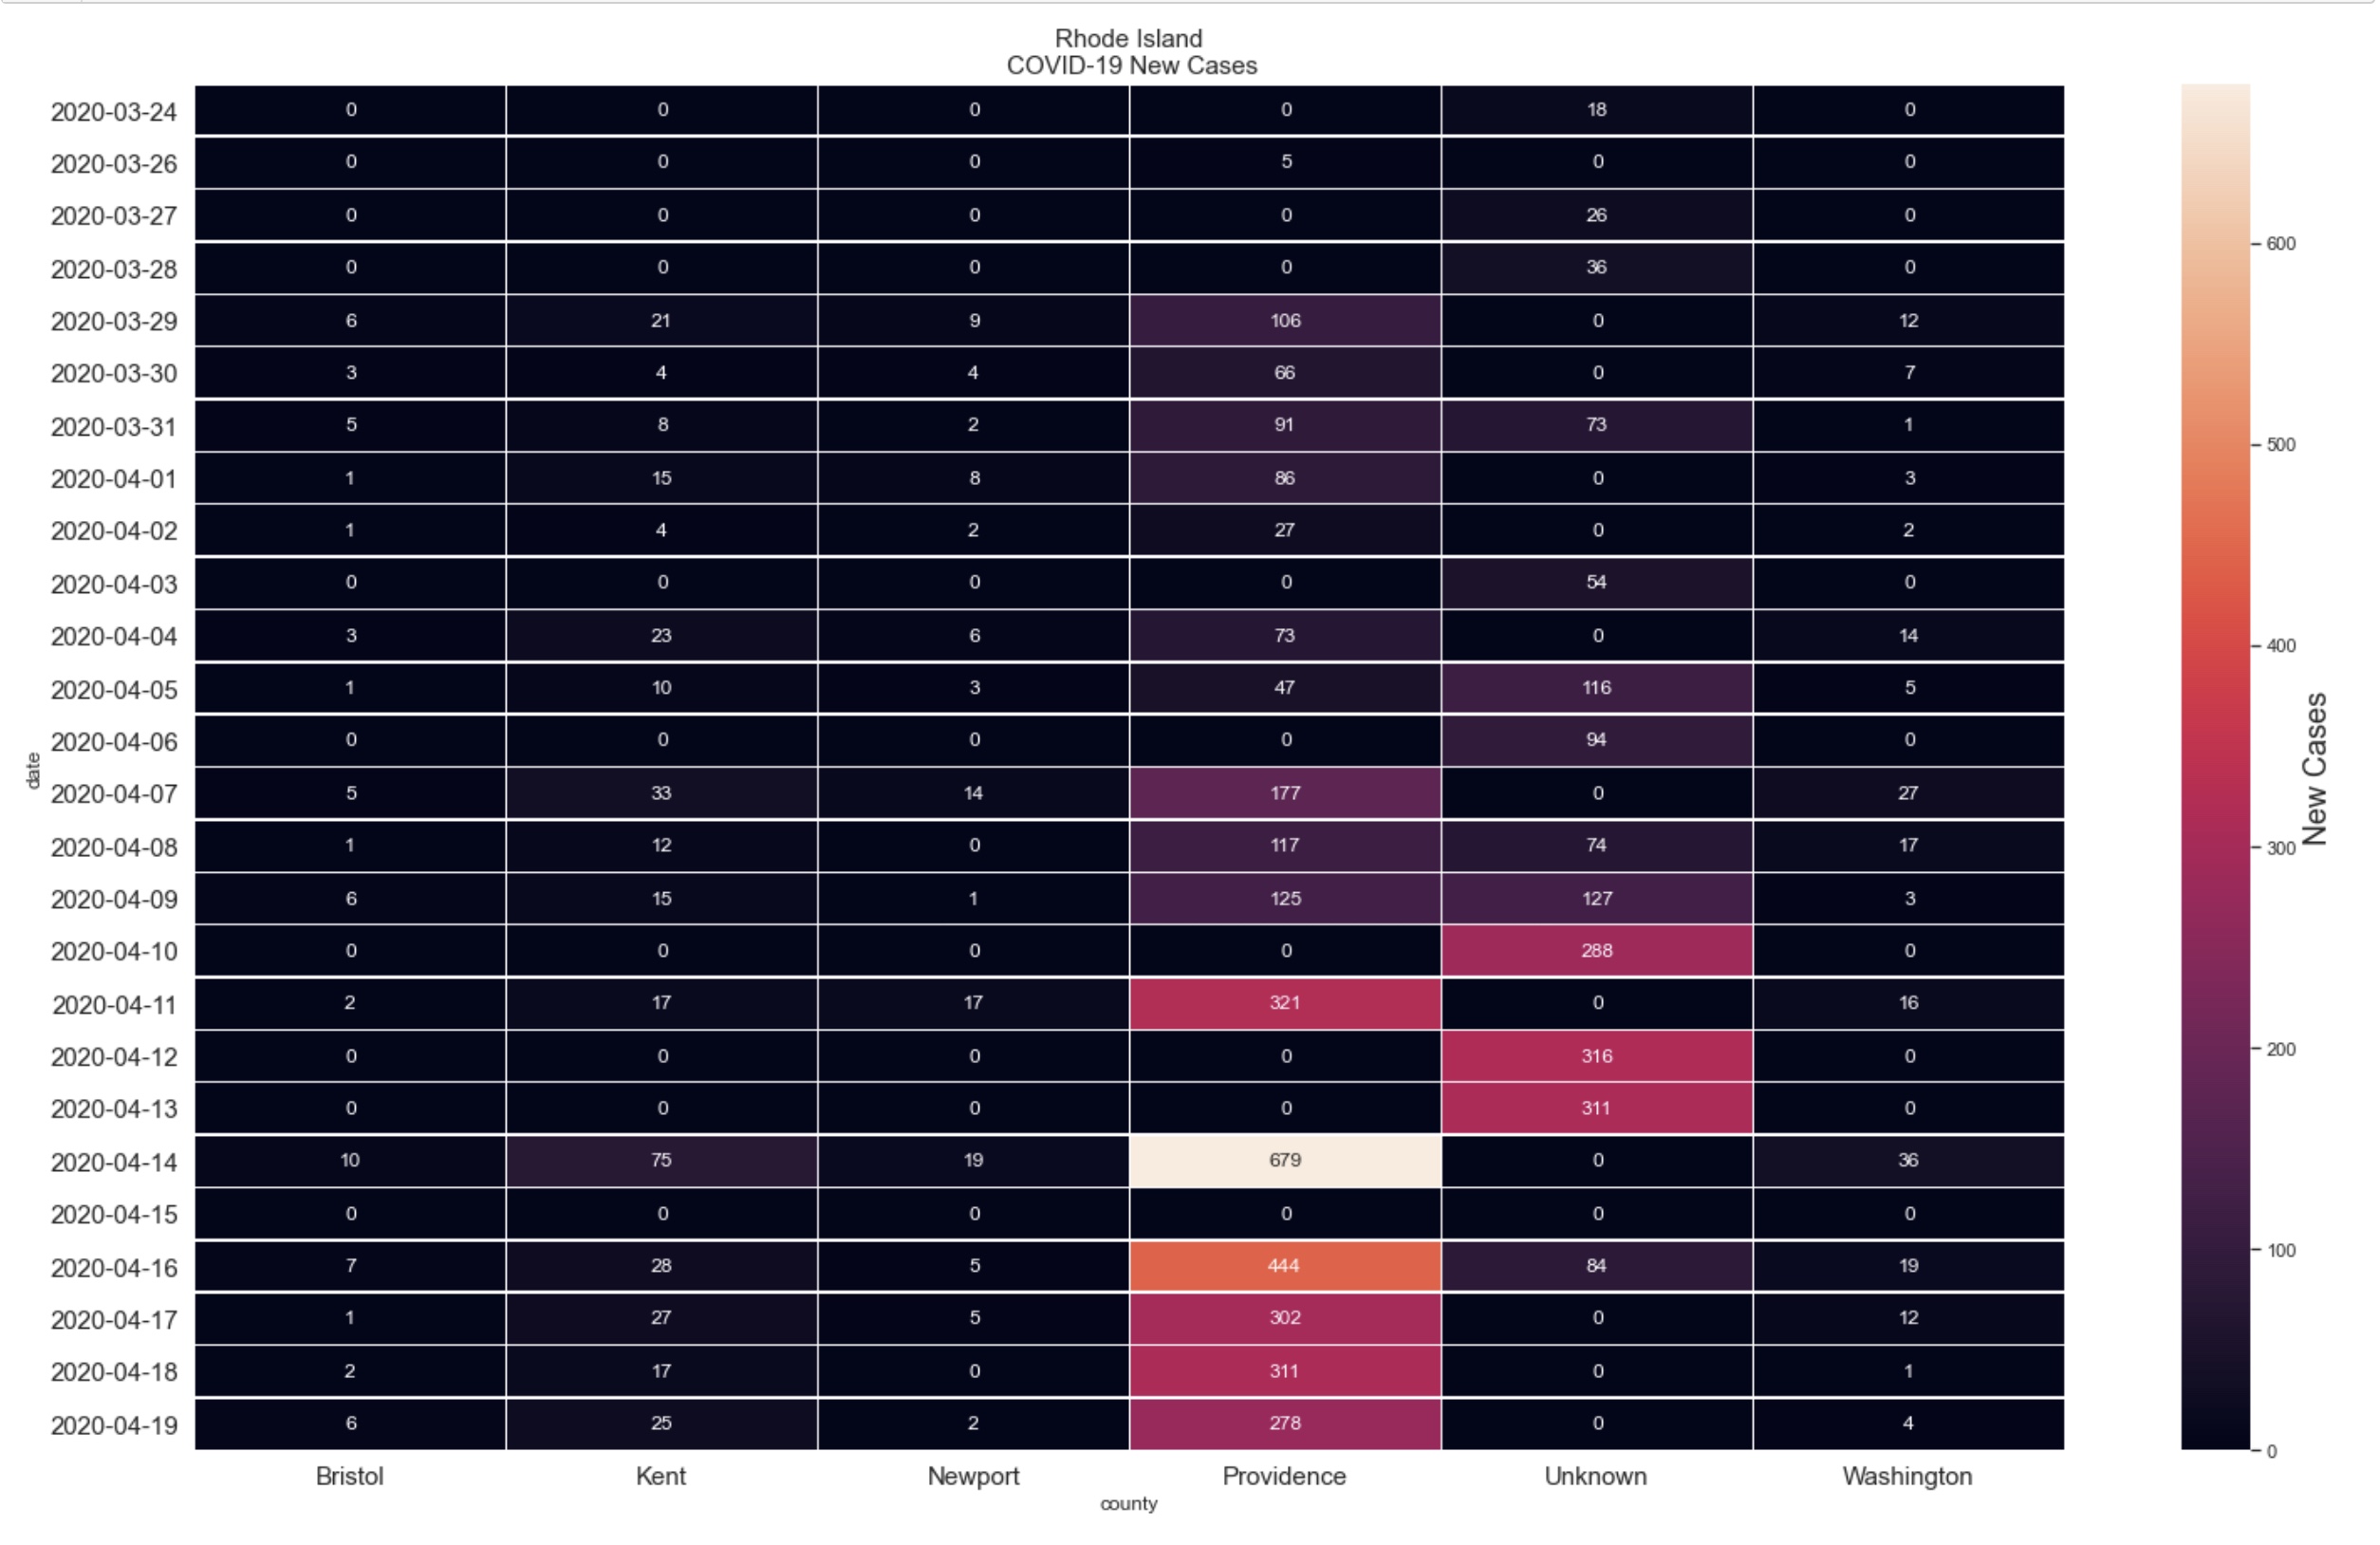 Rhode Island
COVID-19 New Cases
2020-03-24 0 0 0 0 18 0
2020-03-26 0 0 0 5 0 0
2020-03-27 0 0 0 0 26 0
2020-03-28 0 0 0 0 36 0
2020-03-29 6 21 9 106 0 12
2020-03-30 3 4 4 66 0 7
2020-03-31 5 8 2 91 73 1
2020-04-01 1 15 8 86 0 3
2020-04-02 1 4 2 27 0 2
2020-04-03 0 0 0 0 54 0
2020-04-04 3 23 6 73 0 14
2020-04-05 1 10 3 47 116 5
2020-04-06 0 0 0 0 94 0
2020-04-07 5 33 14 177 0 27
2020-04-08 1 12 0 117 74 17
2020-04-09 6 15 1 125 127 3
2020-04-10 0 0 0 0 288 0
2020-04-11 2 17 17 321 0 16
2020-04-12 0 0 0 0 316 0
2020-04-13 0 0 0 0 311 0
2020-04-14 10 75 19 679 0 36
2020-04-15 0 0 0 0 0 0
2020-04-16 7 28 5 444 84 19
2020-04-17 1 27 5 302 0 12
2020-04-18 2 17 0 311 0 1
2020-04-19 6 25 2 278 0 4
Bristol Kent Newport Providence Unknown Washington
county
date
600
500
400
300
200
100
0
New Cases